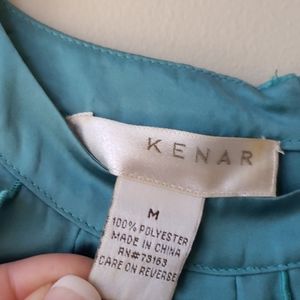 KENAR
M
100% POLYESTER
MADE IN CHINA
RN#73163
CARE ON REVERSE